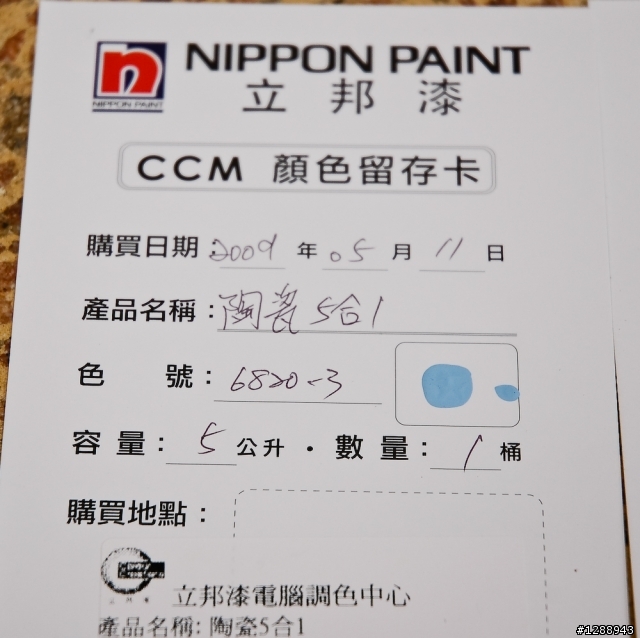 NIPPON PAINT
NIPPON PAINT
立邦漆
CCM 顏色留存卡
購買日期：2009 年 05 月 11 日
產品名稱：陶瓷5合1
色 號：6820-3
容量：5 公升 · 數量：1 桶
購買地點：
立邦漆電腦調色中心
產品名稱: 陶瓷5合1
#1288943